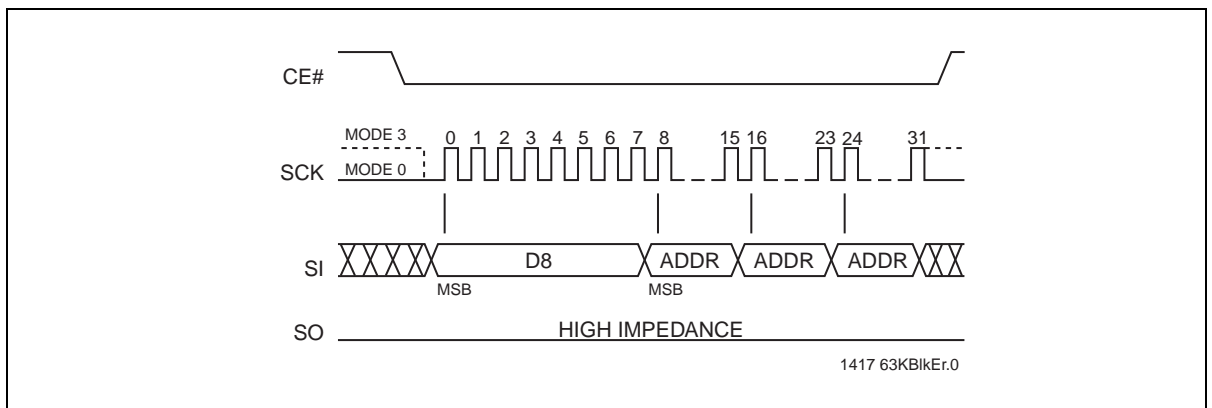 CE#
MODE 3
0 1 2 3 4 5 6 7 8 15 16 23 24 31
SCK
MODE 0
SI
D8
ADDR
ADDR
ADDR
MSB
MSB
SO
HIGH IMPEDANCE
1417 63KBlkEr.0